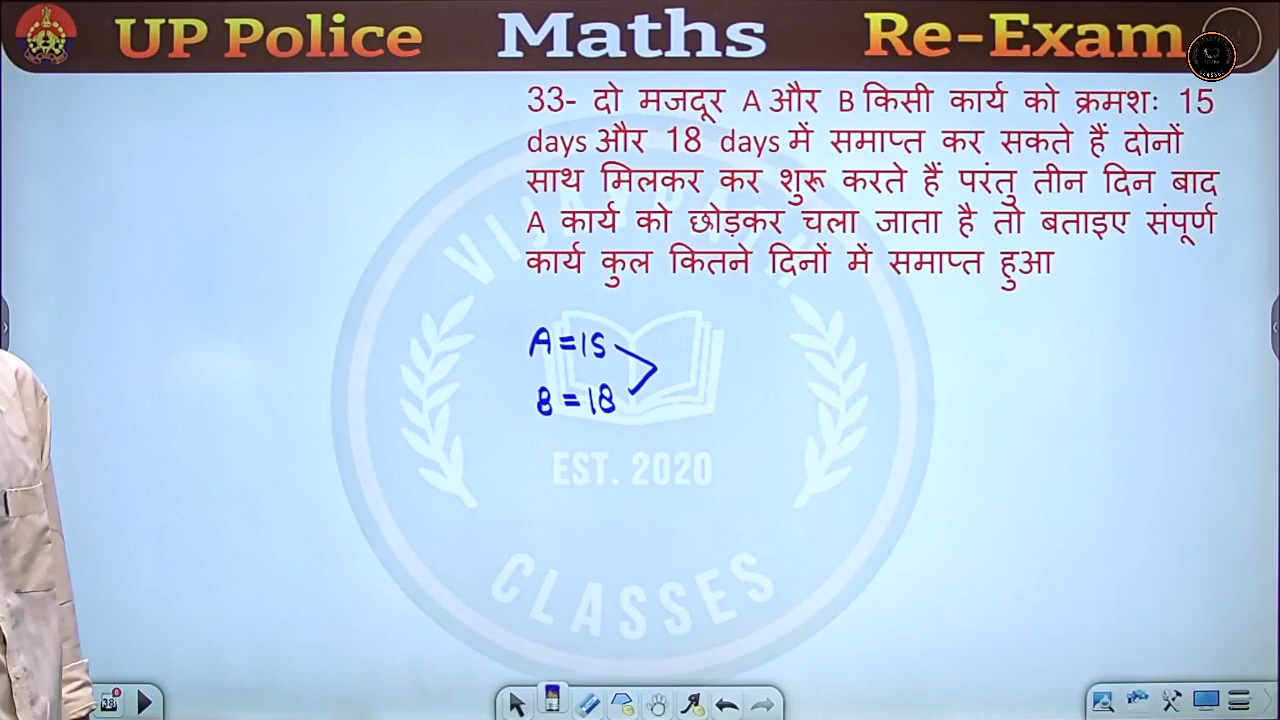 UP Police Maths Re-Exam
33- दो मजदूर A और B किसी कार्य को क्रमशः 15
days और 18 days में समाप्त कर सकते हैं दोनों
साथ मिलकर कर शुरू करते हैं परंतु तीन दिन बाद
A कार्य को छोड़कर चला जाता है तो बताइए संपूर्ण
कार्य कुल कितने दिनों में समाप्त हुआ
A = 15
B = 18
EST. 2020
CLASSES